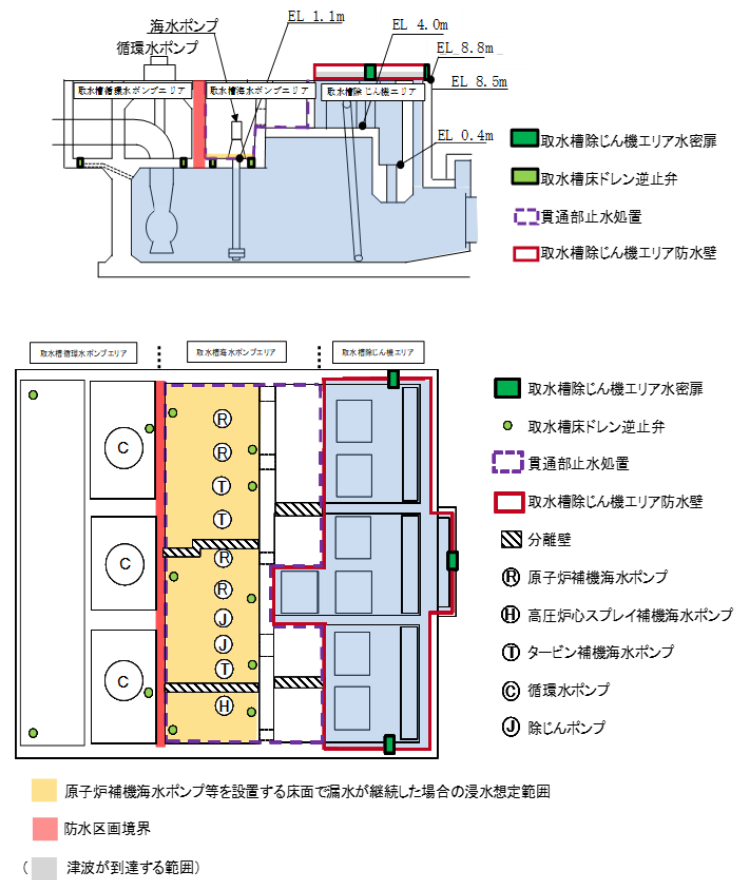 海水ポンプ
EL 1.1m
循環水ポンプ
EL 4.0m
EL 8.8m
EL 8.5m
取水槽循環水ポンプエリア
取水槽海水ポンプエリア
取水槽除じん機エリア
EL 0.4m
取水槽除じん機エリア水密扉
取水槽床ドレン逆止弁
貫通部止水処置
取水槽除じん機エリア防水壁
取水槽循環水ポンプエリア
取水槽海水ポンプエリア
取水槽除じん機エリア
取水槽除じん機エリア水密扉
取水槽床ドレン逆止弁
貫通部止水処置
取水槽除じん機エリア防水壁
分離壁
Ⓡ 原子炉補機海水ポンプ
Ⓗ 高圧炉心スプレイ補機海水ポンプ
Ⓣ タービン補機海水ポンプ
Ⓒ 循環水ポンプ
Ⓙ 除じんポンプ
Ⓡ
Ⓡ
Ⓣ
Ⓣ
Ⓡ
Ⓡ
Ⓙ
Ⓙ
Ⓣ
Ⓗ
Ⓒ
Ⓒ
Ⓒ
原子炉補機海水ポンプ等を設置する床面で漏水が継続した場合の浸水想定範囲
防水区画境界
( 津波が到達する範囲)